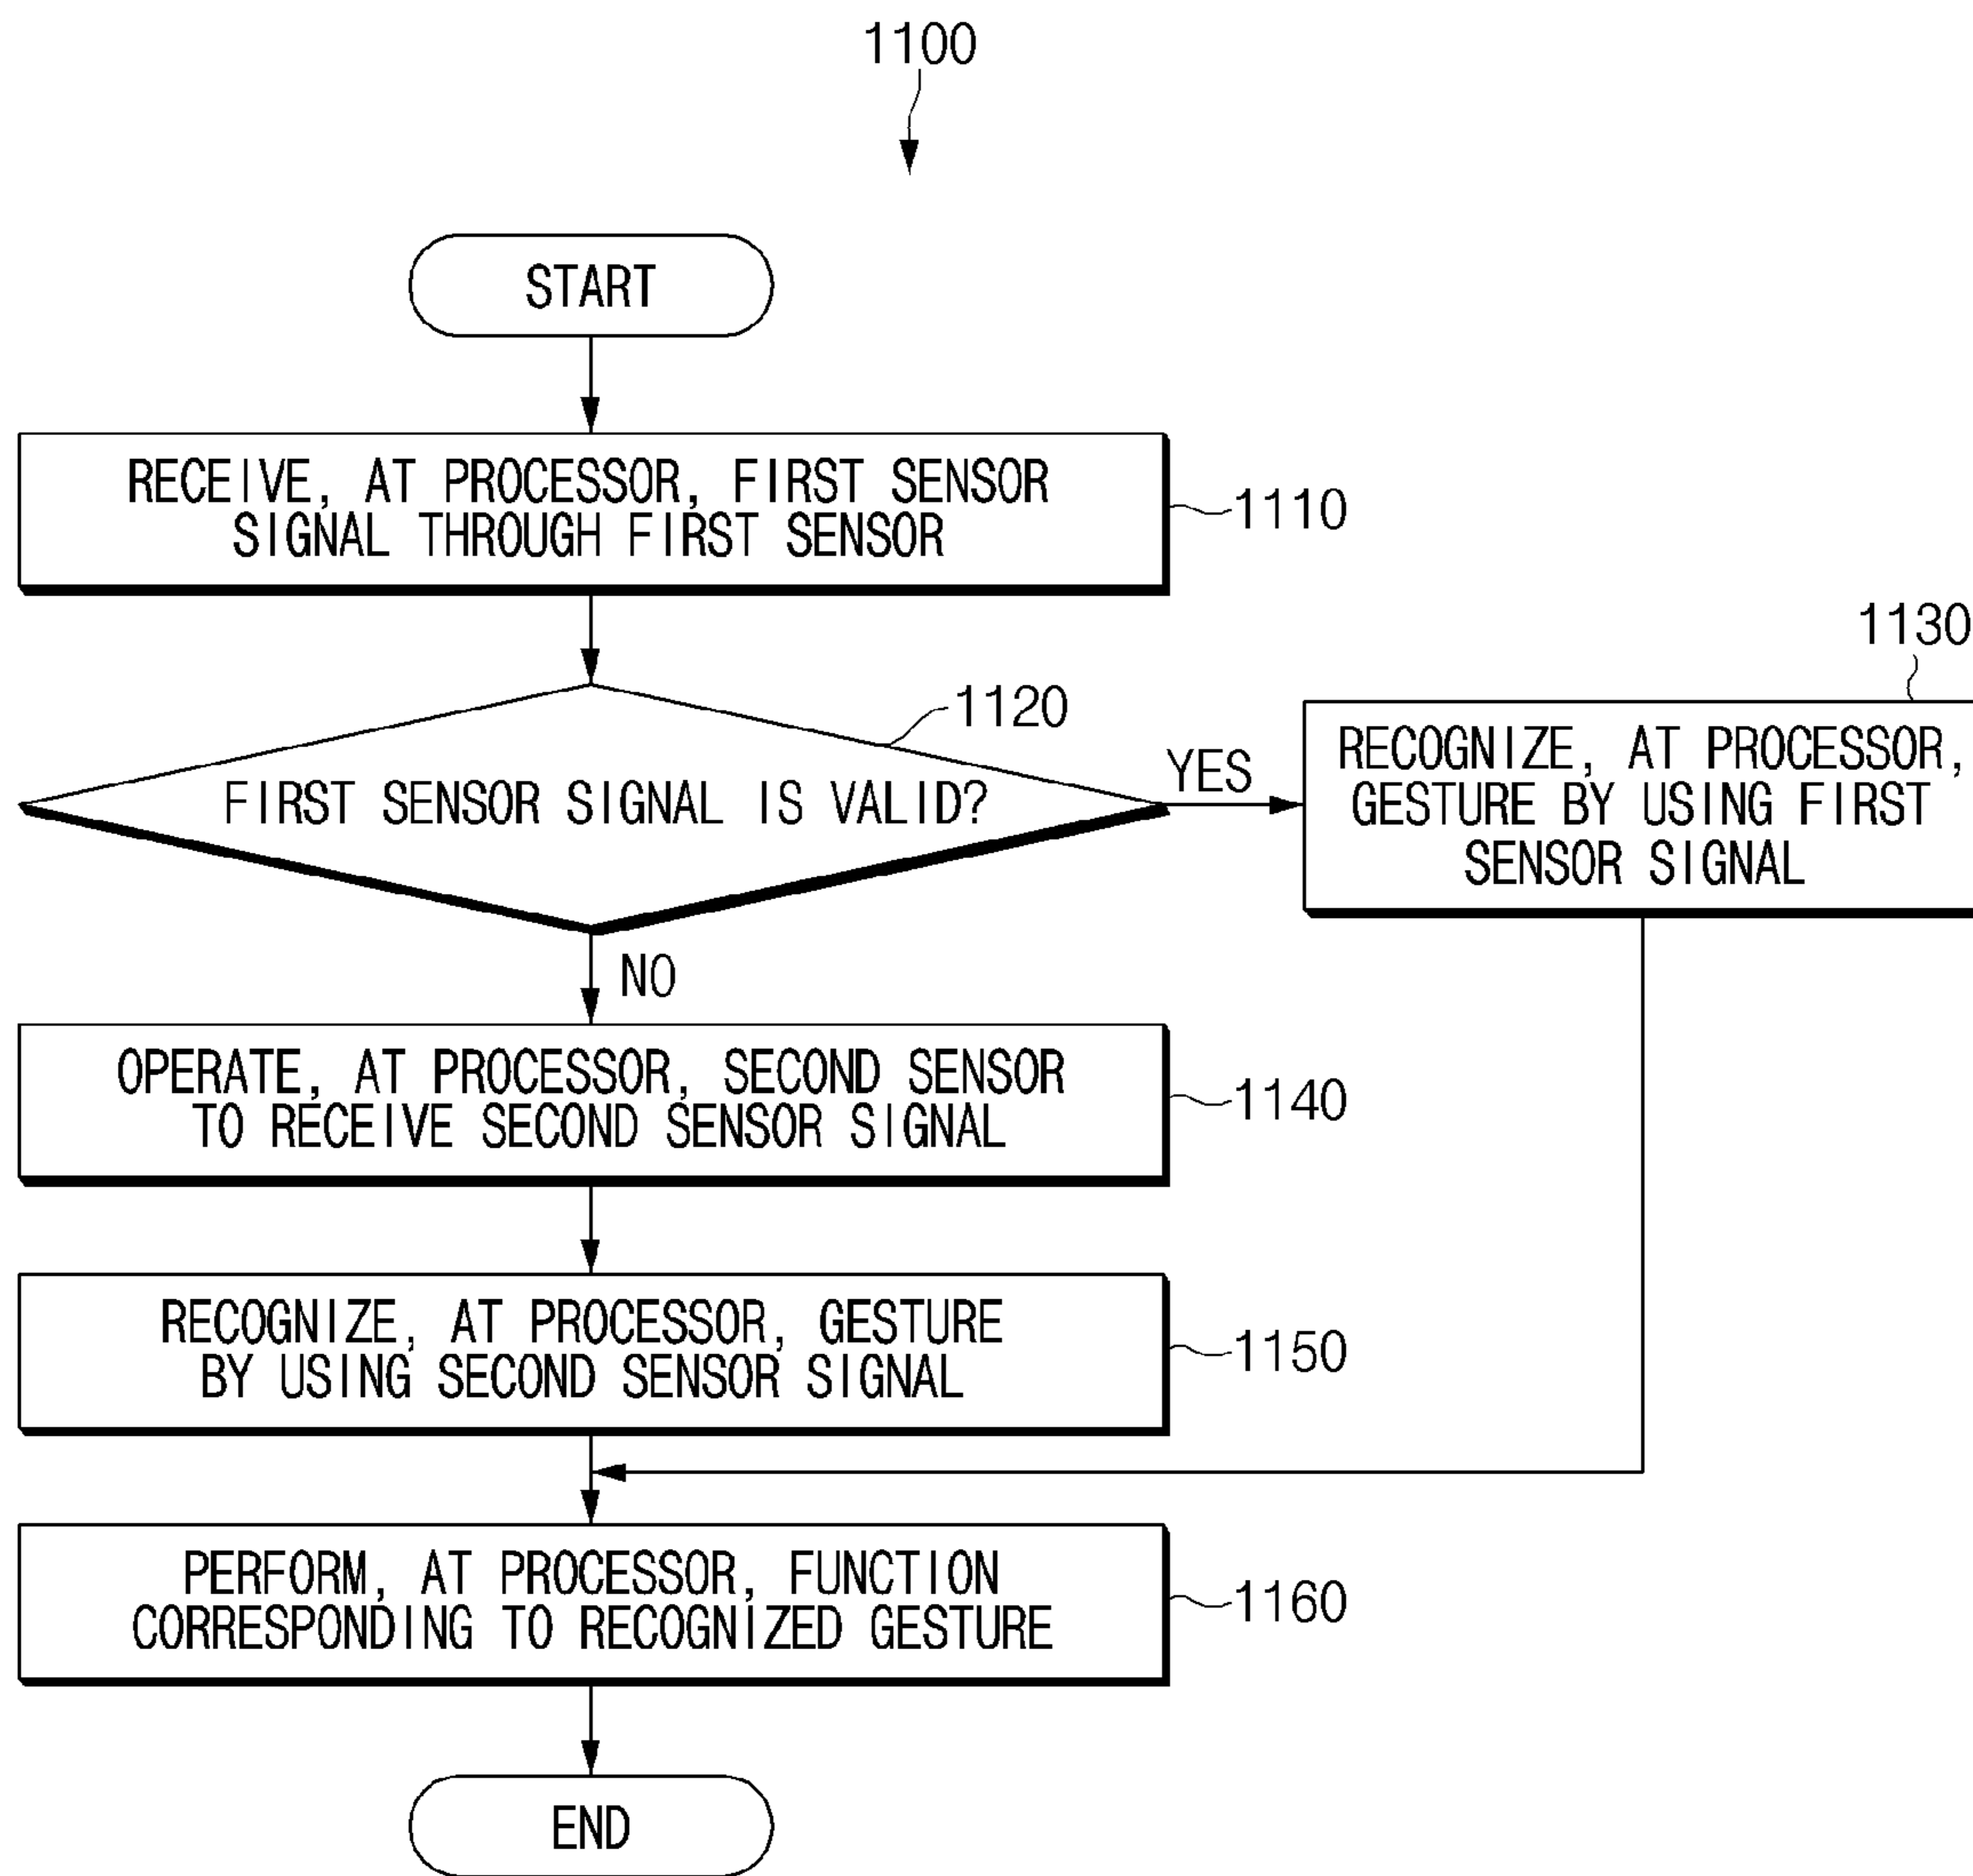 1100
START
RECEIVE, AT PROCESSOR, FIRST SENSOR
SIGNAL THROUGH FIRST SENSOR
1110
1120
FIRST SENSOR SIGNAL IS VALID?
YES
1130
RECOGNIZE, AT PROCESSOR,
GESTURE BY USING FIRST
SENSOR SIGNAL
NO
OPERATE, AT PROCESSOR, SECOND SENSOR
TO RECEIVE SECOND SENSOR SIGNAL
1140
RECOGNIZE, AT PROCESSOR, GESTURE
BY USING SECOND SENSOR SIGNAL
1150
PERFORM, AT PROCESSOR, FUNCTION
CORRESPONDING TO RECOGNIZED GESTURE
1160
END